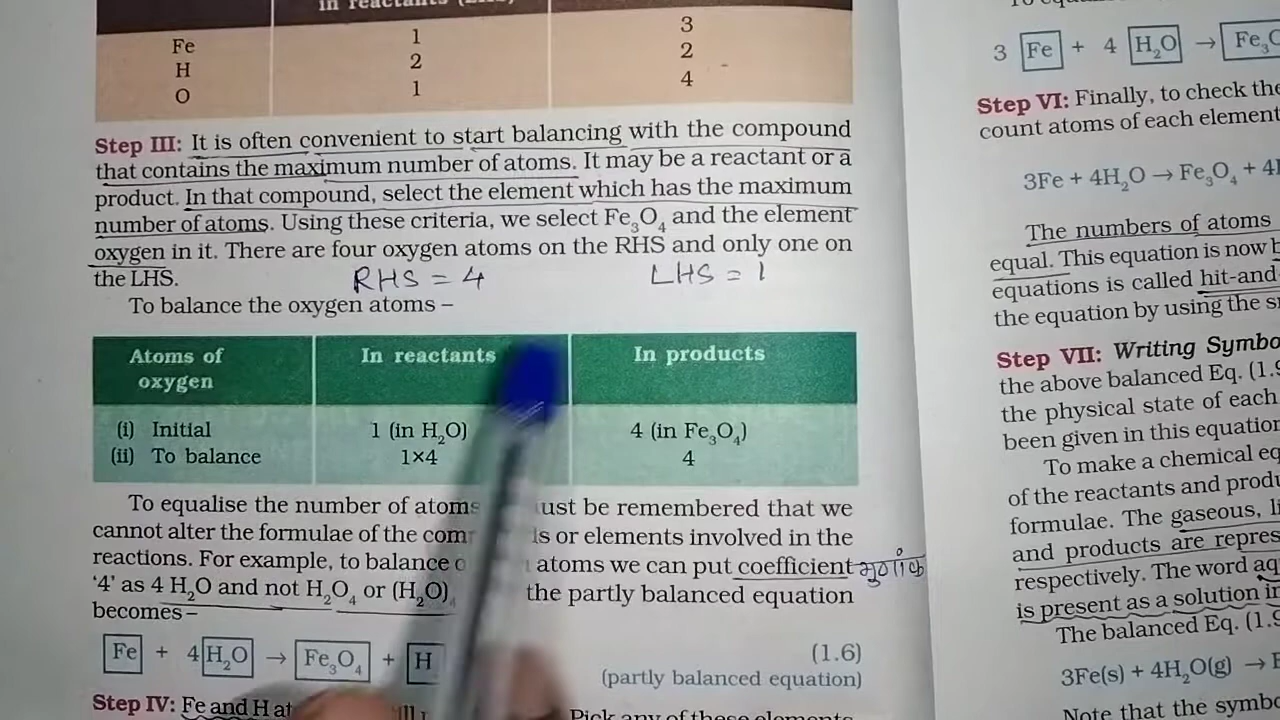 in reactants
Fe 1 3
H 2 2
O 1 4
Step III: It is often convenient to start balancing with the compound
that contains the maximum number of atoms. It may be a reactant or a
product. In that compound, select the element which has the maximum
number of atoms. Using these criteria, we select Fe₃O₄ and the element
oxygen in it. There are four oxygen atoms on the RHS and only one on
the LHS.
RHS = 4 LHS = 1
To balance the oxygen atoms –
Atoms of oxygen In reactants In products
(i) Initial 1 (in H₂O) 4 (in Fe₃O₄)
(ii) To balance 1×4 4
To equalise the number of atoms must be remembered that we
cannot alter the formulae of the or elements involved in the
reactions. For example, to balance atoms we can put coefficient गुणांक
'4' as 4 H₂O and not H₂O₄ or (H₂O)₄ the partly balanced equation
becomes–
Fe + 4 H₂O → Fe₃O₄ + H (1.6)
(partly balanced equation)
Step IV: Fe and H Pick any of these elements
3 Fe + 4 H₂O →
Step VI: Finally, to check the
count atoms of each element
3Fe + 4H₂O → Fe₃O₄ +
The numbers of atoms
equal. This equation is now
equations is called hit-and-
the equation by using the
Step VII: Writing
the above balanced Eq.
the physical state of each
been given in this equation
To make a chemical
of the reactants and
formulae. The gaseous,
and products are
respectively. The word
is present as a solution in
The balanced Eq.
3Fe(s) + 4H₂O(g) →
Note that the